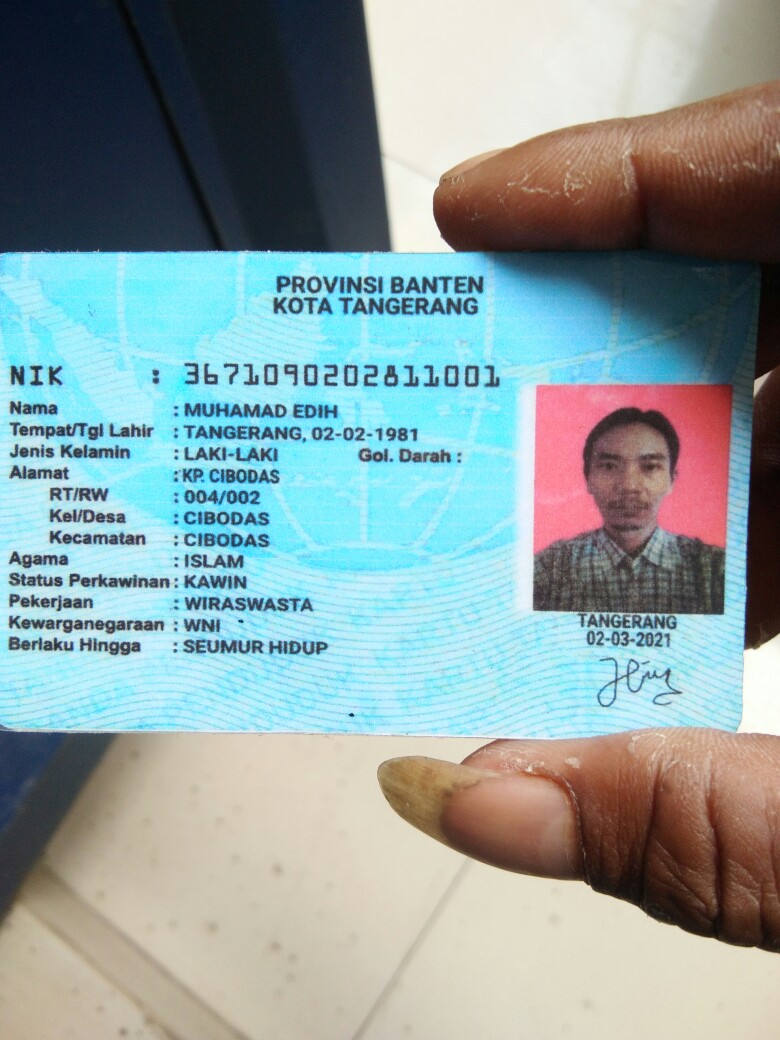 PROVINSI BANTEN
KOTA TANGERANG
NIK : 3671090202811001
Nama : MUHAMAD EDIH
Tempat/Tgl Lahir : TANGERANG, 02-02-1981
Jenis Kelamin : LAKI-LAKI Gol. Darah :
Alamat : KP. CIBODAS
RT/RW : 004/002
Kel/Desa : CIBODAS
Kecamatan : CIBODAS
Agama : ISLAM
Status Perkawinan : KAWIN
Pekerjaan : WIRASWASTA
Kewarganegaraan : WNI
Berlaku Hingga : SEUMUR HIDUP
TANGERANG
02-03-2021